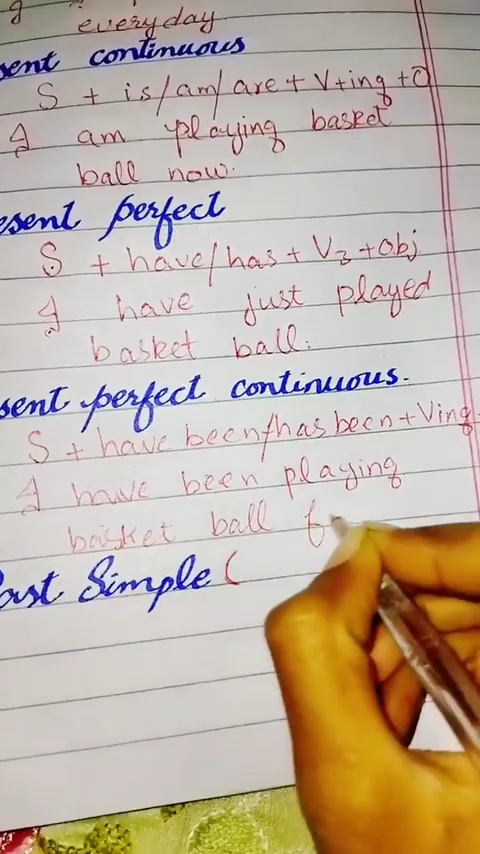 everyday
sent continuous
S + is/am/are + V+ing + O
I am playing basket
ball now.
esent perfect
S + have/has + V3 + obj
I have just played
basket ball.
sent perfect continuous.
S + have been/has been + Ving
I have been playing
basket ball f
Past Simple (